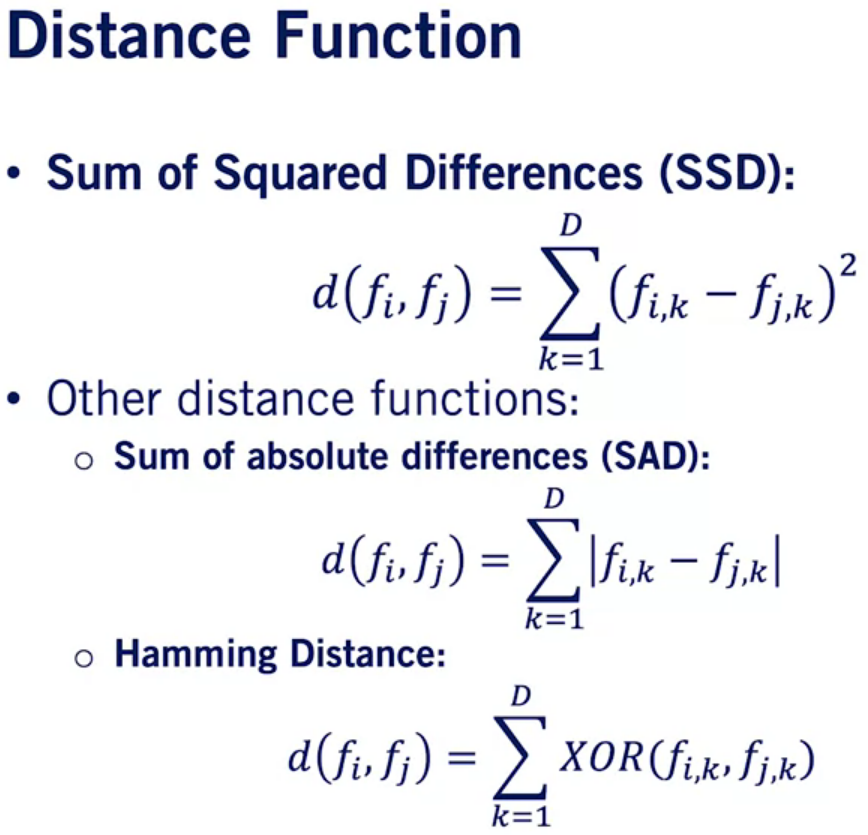 Distance Function
• Sum of Squared Differences (SSD):
$d(f_i, f_j) = \sum_{k=1}^{D} (f_{i,k} - f_{j,k})^2$
• Other distance functions:
○ Sum of absolute differences (SAD):
$d(f_i, f_j) = \sum_{k=1}^{D} |f_{i,k} - f_{j,k}|$
○ Hamming Distance:
$d(f_i, f_j) = \sum_{k=1}^{D} XOR(f_{i,k}, f_{j,k})$